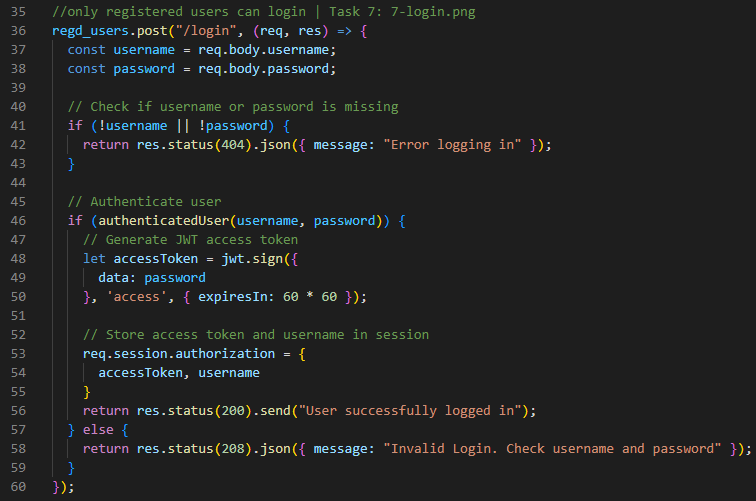 35 //only registered users can login | Task 7: 7-login.png
36 regd_users.post("/login", (req, res) => {
37   const username = req.body.username;
38   const password = req.body.password;
39
40   // Check if username or password is missing
41   if (!username || !password) {
42     return res.status(404).json({ message: "Error logging in" });
43   }
44
45   // Authenticate user
46   if (authenticatedUser(username, password)) {
47     // Generate JWT access token
48     let accessToken = jwt.sign({
49       data: password
50     }, 'access', { expiresIn: 60 * 60 });
51
52     // Store access token and username in session
53     req.session.authorization = {
54       accessToken, username
55     }
56     return res.status(200).send("User successfully logged in");
57   } else {
58     return res.status(208).json({ message: "Invalid Login. Check username and password" });
59   }
60 });